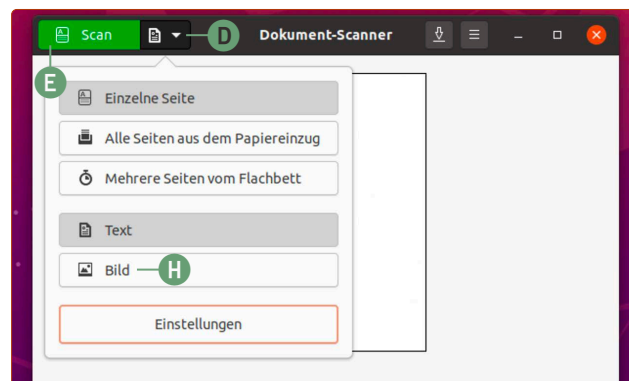 Scan
D
Dokument-Scanner
E
Einzelne Seite
Alle Seiten aus dem Papiereinzug
Mehrere Seiten vom Flachbett
Text
Bild
H
Einstellungen